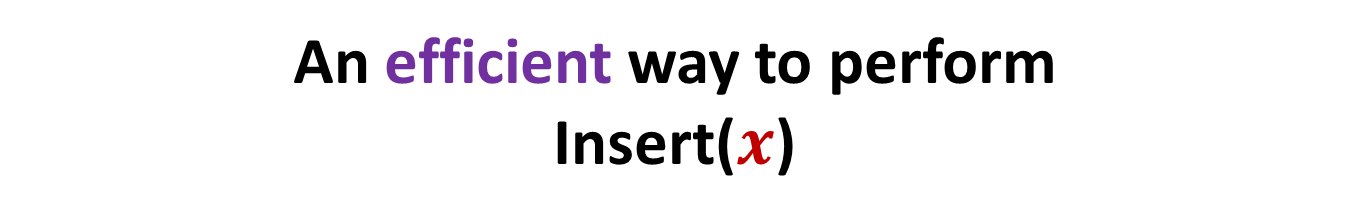 An efficient way to perform
Insert(x)